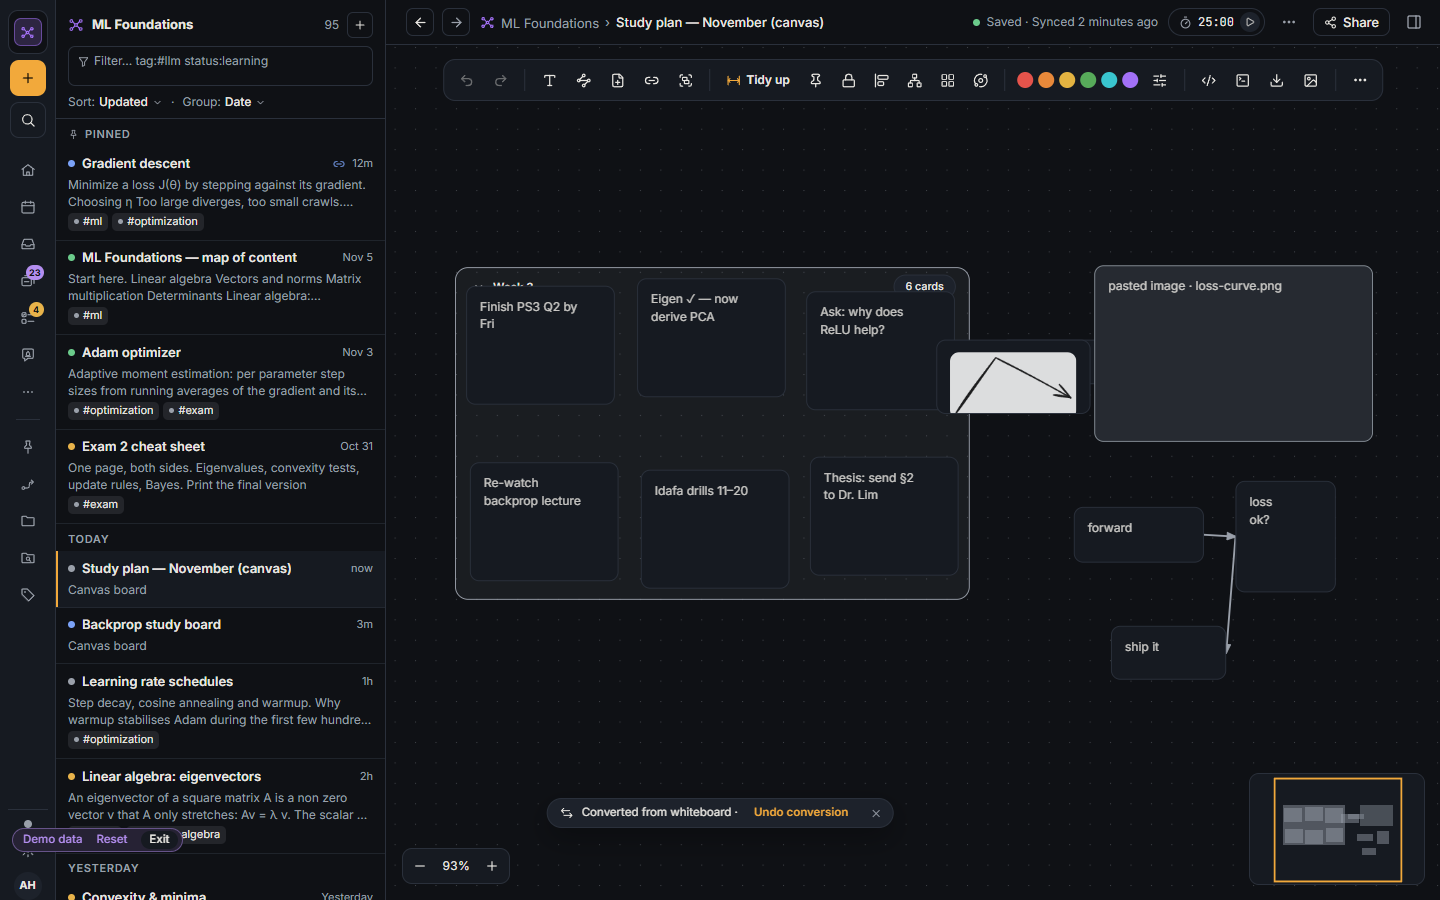 ML Foundations 95
Filter... tag:#llm status:learning
Sort: Updated · Group: Date
PINNED
Gradient descent 12m
Minimize a loss J(θ) by stepping against its gradient.
Choosing η Too large diverges, too small crawls....
#ml #optimization
ML Foundations — map of content Nov 5
Start here. Linear algebra Vectors and norms Matrix
multiplication Determinants Linear algebra:...
#ml
Adam optimizer Nov 3
Adaptive moment estimation: per parameter step
sizes from running averages of the gradient and its...
#optimization #exam
Exam 2 cheat sheet Oct 31
One page, both sides. Eigenvalues, convexity tests,
update rules, Bayes. Print the final version
#exam
TODAY
Study plan — November (canvas) now
Canvas board
Backprop study board 3m
Canvas board
Learning rate schedules 1h
Step decay, cosine annealing and warmup. Why
warmup stabilises Adam during the first few hundre...
#optimization
Linear algebra: eigenvectors 2h
An eigenvector of a square matrix A is a non zero
vector v that A only stretches: Av = λ v. The scalar ...
algebra
YESTERDAY
Convexity & minima Yesterday
23
4
Demo data Reset Exit
AH
ML Foundations › Study plan — November (canvas)
Saved · Synced 2 minutes ago
25:00
Share
Tidy up
6 cards
Finish PS3 Q2 by
Fri
Eigen ✓ — now
derive PCA
Ask: why does
ReLU help?
Re-watch
backprop lecture
Idafa drills 11–20
Thesis: send §2
to Dr. Lim
pasted image · loss-curve.png
forward
loss
ok?
ship it
Converted from whiteboard · Undo conversion
93%